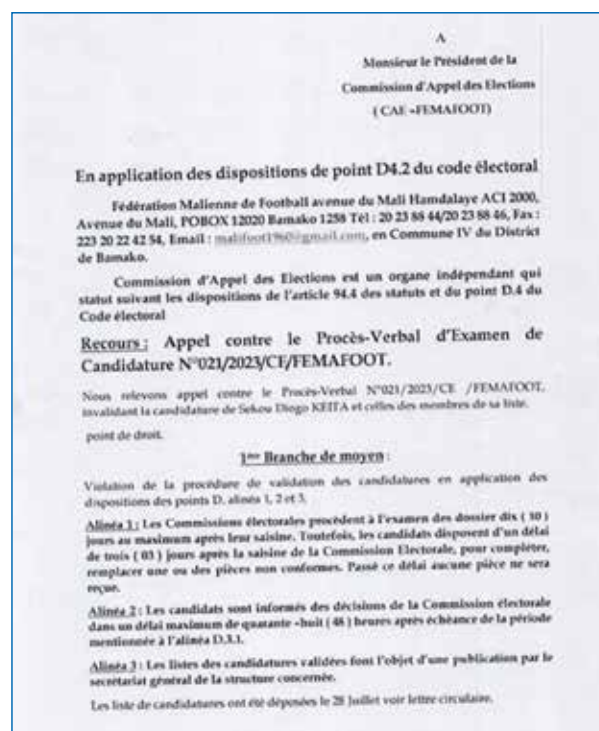 A
Monsieur le Président de la
Commission d'Appel des Elections
( CAE –FEMAFOOT)
En application des dispositions de point D4.2 du code électoral
Fédération Malienne de Football avenue du Mali Hamdalaye ACI 2000,
Avenue du Mali, POBOX 12020 Bamako 1258 Tél : 20 23 88 44/20 23 88 46, Fax :
223 20 22 42 54, Email : malifoot1960@gmail.com, en Commune IV du District
de Bamako.
Commission d'Appel des Elections est un organe indépendant qui
statut suivant les dispositions de l'article 94.4 des statuts et du point D.4 du
Code électoral
Recours : Appel contre le Procès-Verbal d'Examen de
Candidature N°021/2023/CE/FEMAFOOT.
Nous relevons appel contre le Procès-Verbal N°021/2023/CE /FEMAFOOT,
invalidant la candidature de Sekou Diogo KEITA et celles des membres de sa liste.
point de droit.
1ère Branche de moyen :
Violation de la procédure de validation des candidatures en application des
dispositions des points D, alinéa 1, 2 et 3.
Alinéa 1 : Les Commissions électorales procèdent à l'examen des dossier dix ( 10 )
jours au maximum après leur saisine. Toutefois, les candidats disposent d'un délai
de trois ( 03 ) jours après la saisine de la Commission Electorale, pour compléter,
remplacer une ou des pièces non conformes. Passé ce délai aucune pièce ne sera
reçue.
Alinéa 2 : Les candidats sont informés des décisions de la Commission électorale
dans un délai maximum de quarante –huit ( 48 ) heures après échéance de la période
mentionnée à l'alinéa D.3.1.
Alinéa 3 : Les listes des candidatures validées font l'objet d'une publication par le
secrétariat général de la structure concernée.
Les liste de candidatures ont été déposées le 28 Juillet voir lettre circulaire.